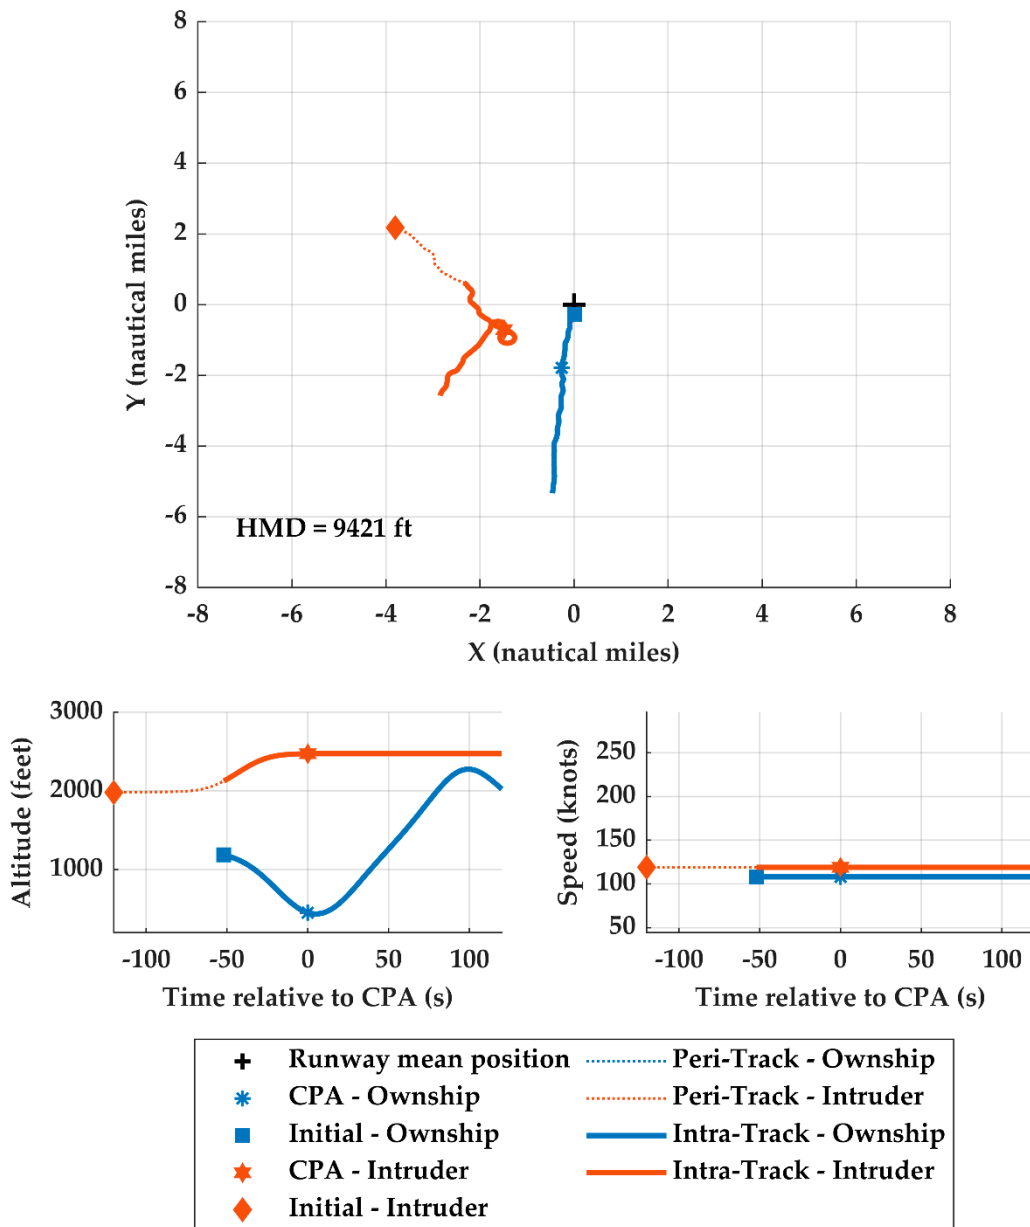 8
6
4
2
0
-2
-4
-6
-8
Y (nautical miles)
HMD = 9421 ft
-8 -6 -4 -2 0 2 4 6 8
X (nautical miles)
3000
2000
1000
Altitude (feet)
-100 -50 0 50 100
Time relative to CPA (s)
250
200
150
100
50
Speed (knots)
-100 -50 0 50 100
Time relative to CPA (s)
Runway mean position
CPA - Ownship
Initial - Ownship
CPA - Intruder
Initial - Intruder
Peri-Track - Ownship
Peri-Track - Intruder
Intra-Track - Ownship
Intra-Track - Intruder